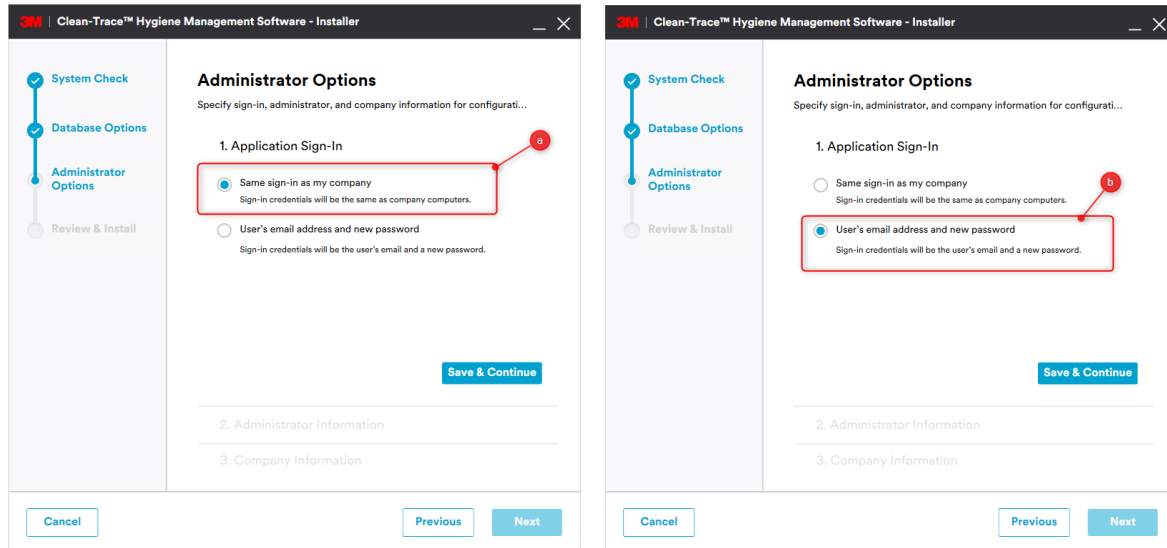 3M | Clean-Trace™ Hygiene Management Software - Installer
System Check
Database Options
Administrator
Options
Review & Install
Administrator Options
Specify sign-in, administrator, and company information for configurati...
1. Application Sign-In
a
Same sign-in as my company
Sign-in credentials will be the same as company computers.
User's email address and new password
Sign-in credentials will be the user's email and a new password.
Save & Continue
2. Administrator Information
3. Company Information
Cancel
Previous
Next
3M | Clean-Trace™ Hygiene Management Software - Installer
System Check
Database Options
Administrator
Options
Review & Install
Administrator Options
Specify sign-in, administrator, and company information for configurati...
1. Application Sign-In
Same sign-in as my company
Sign-in credentials will be the same as company computers.
b
User's email address and new password
Sign-in credentials will be the user's email and a new password.
Save & Continue
2. Administrator Information
3. Company Information
Cancel
Previous
Next